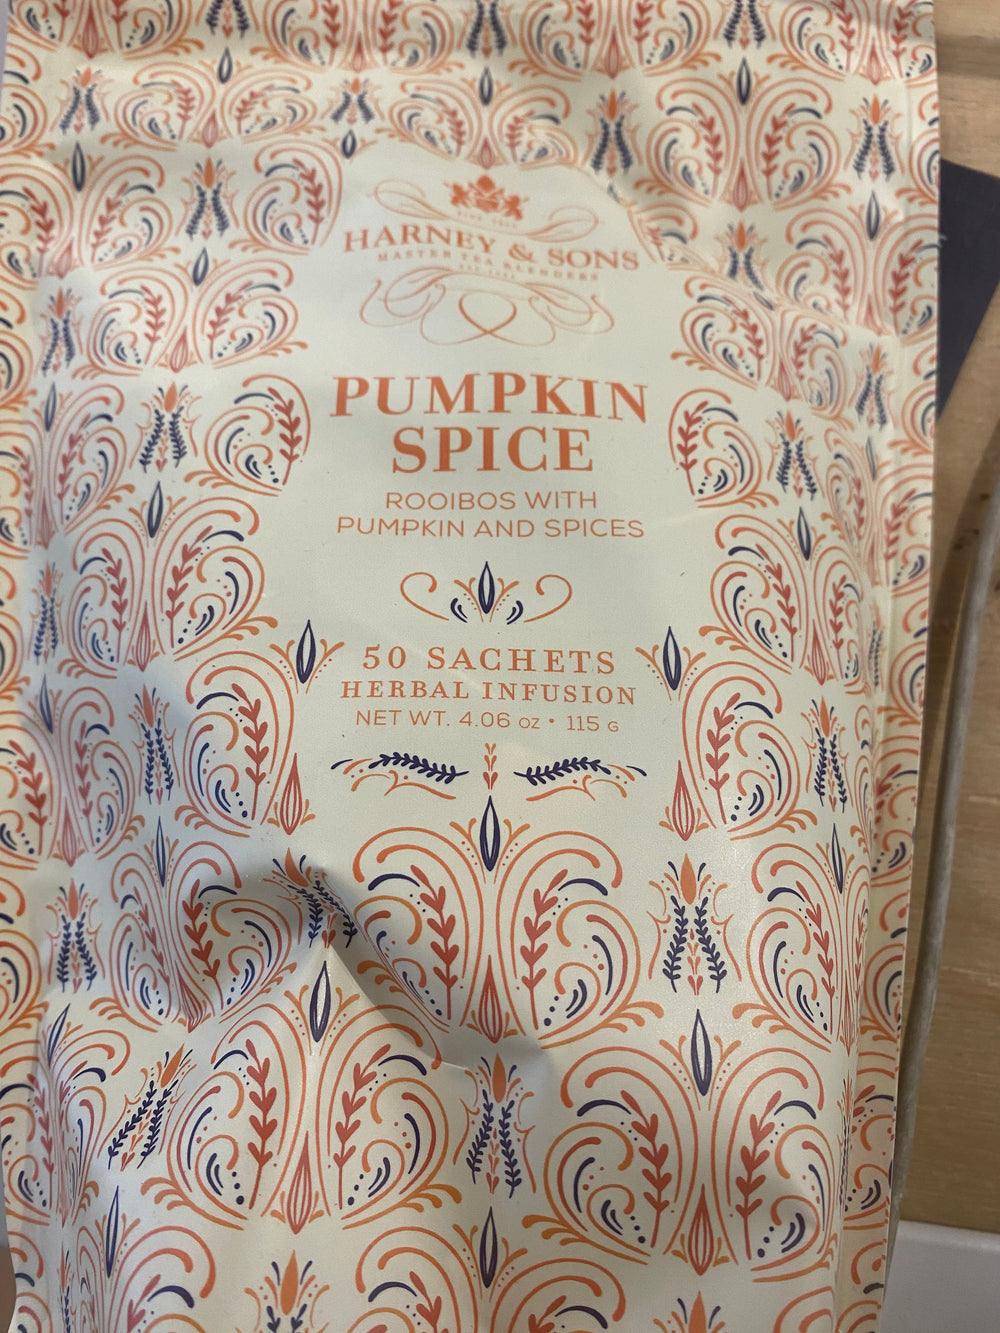 HARNEY & SONS
MASTER TEA BLENDERS
PUMPKIN
SPICE
ROOIBOS WITH
PUMPKIN AND SPICES
50 SACHETS
HERBAL INFUSION
NET WT. 4.06 oz • 115 G